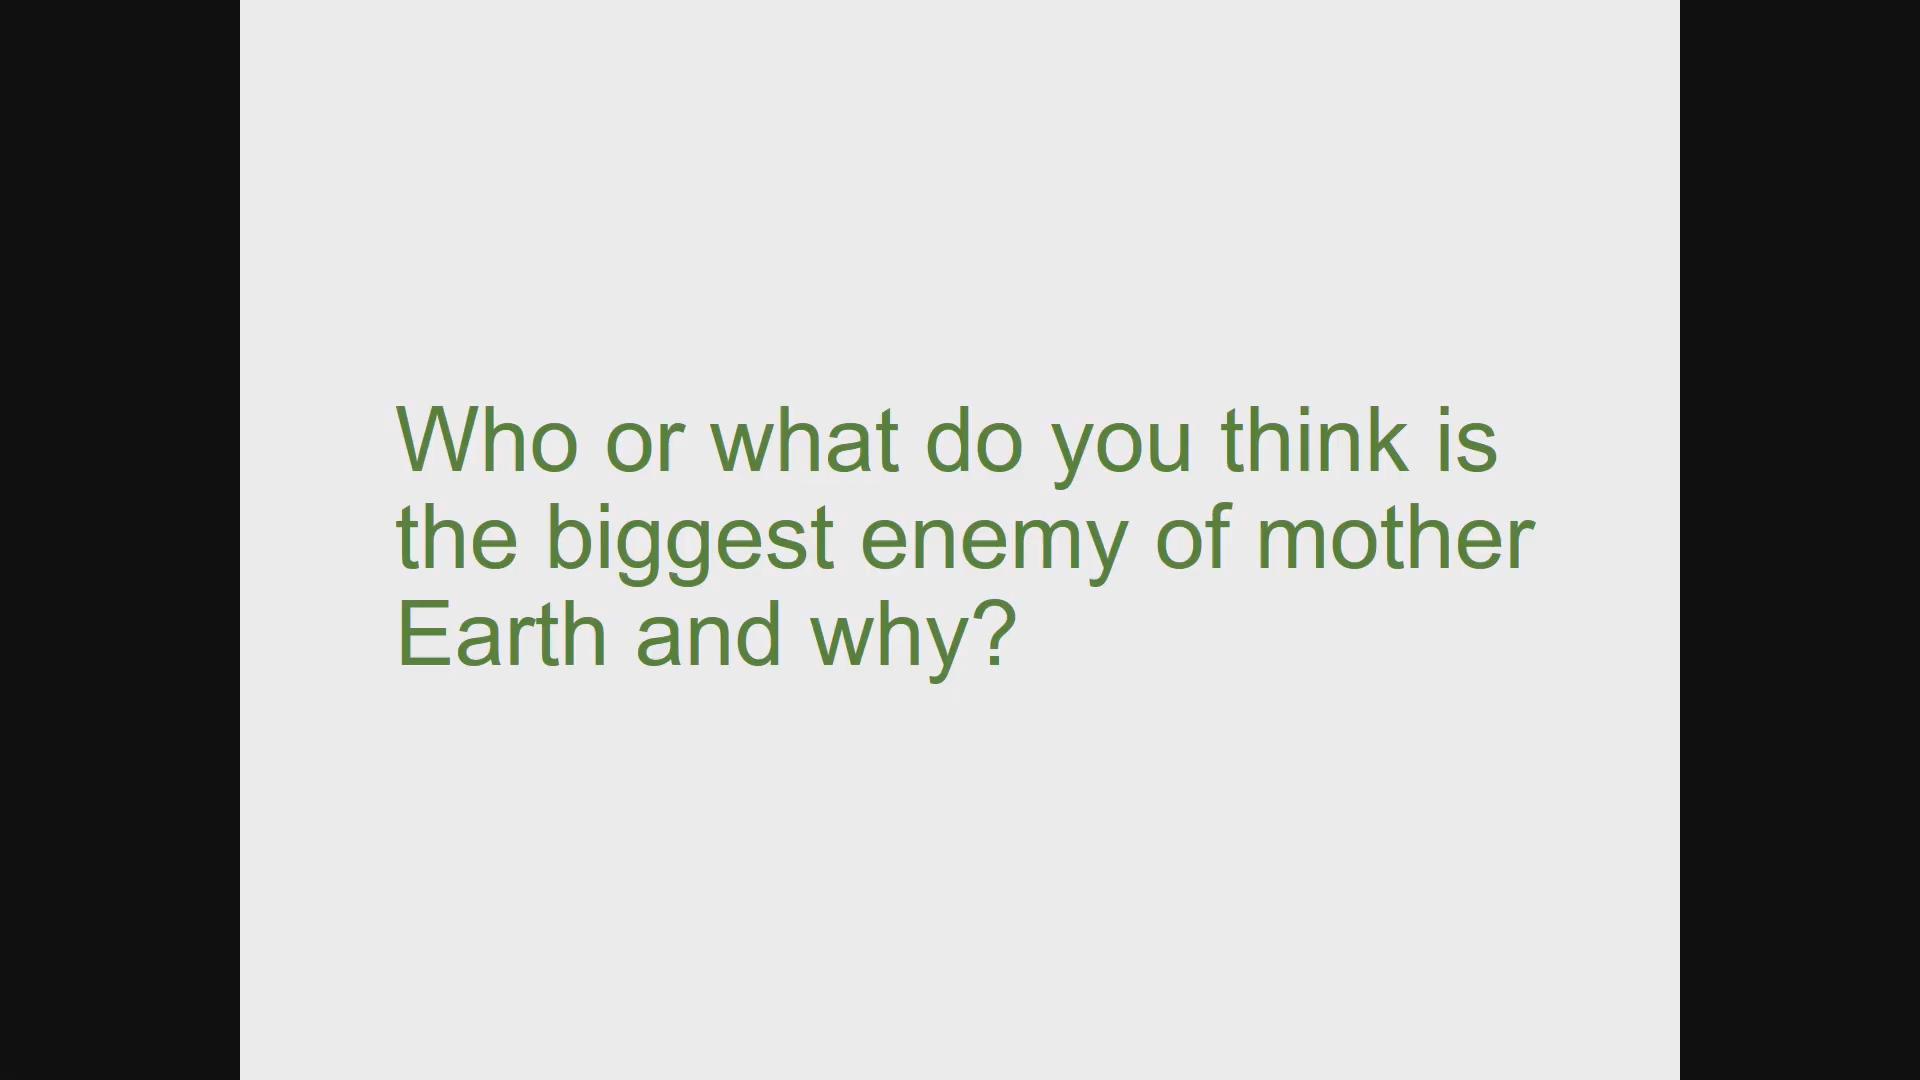 Who or what do you think is
the biggest enemy of mother
Earth and why?